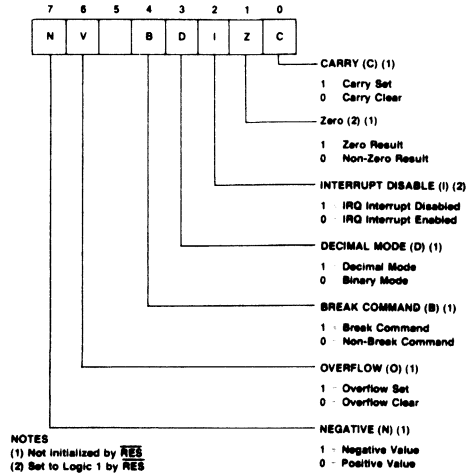 7 6 5 4 3 2 1 0
N V B D I Z C
CARRY (C) (1)
1 Carry Set
0 Carry Clear
Zero (2) (1)
1 Zero Result
0 Non-Zero Result
INTERRUPT DISABLE (I) (2)
1 - IRQ Interrupt Disabled
0 - IRQ Interrupt Enabled
DECIMAL MODE (D) (1)
1 - Decimal Mode
0 Binary Mode
BREAK COMMAND (B) (1)
1 - Break Command
0 - Non-Break Command
OVERFLOW (O) (1)
1 - Overflow Set
0 - Overflow Clear
NEGATIVE (N) (1)
1 - Negative Value
0 - Positive Value
NOTES
(1) Not initialized by RES
(2) Set to Logic 1 by RES